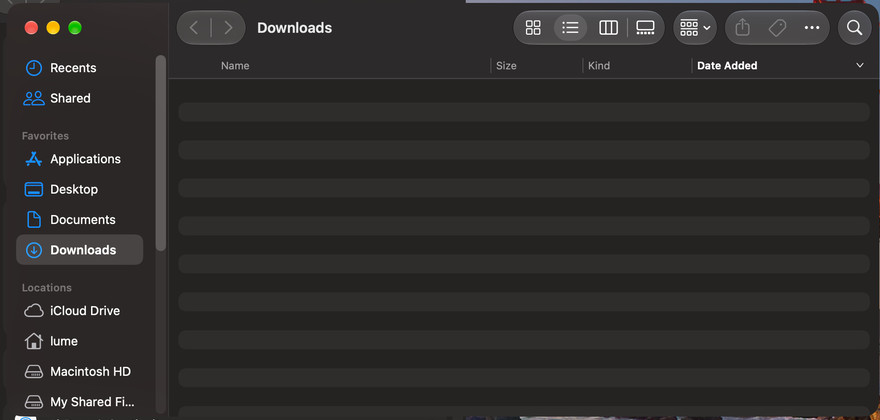 Downloads
Name Size Kind Date Added
Recents
Shared
Favorites
Applications
Desktop
Documents
Downloads
Locations
iCloud Drive
lume
Macintosh HD
My Shared Fi...